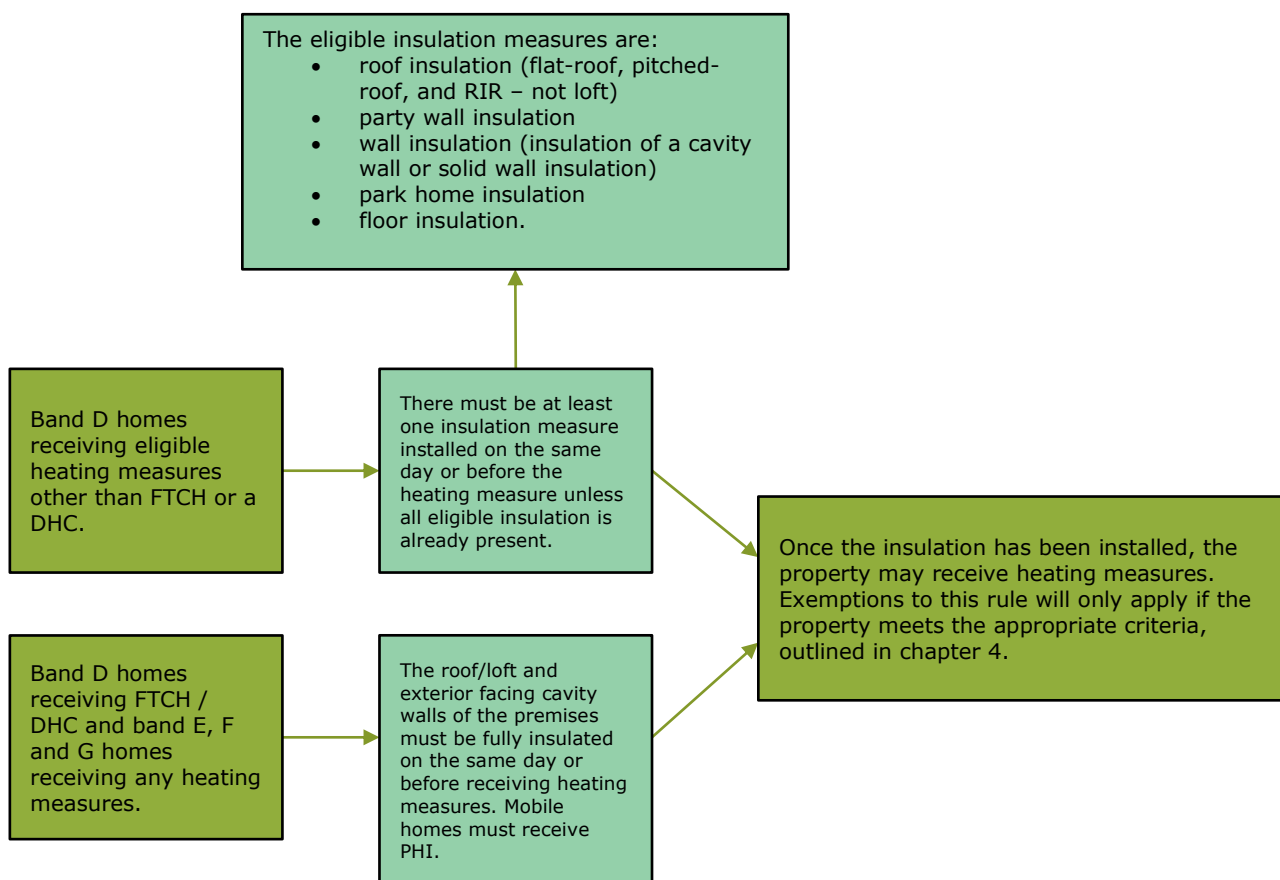 The eligible insulation measures are:
• roof insulation (flat-roof, pitched-
roof, and RIR – not loft)
• party wall insulation
• wall insulation (insulation of a cavity
wall or solid wall insulation)
• park home insulation
• floor insulation.
Band D homes
receiving eligible
heating measures
other than FTCH or a
DHC.
There must be at least
one insulation measure
installed on the same
day or before the
heating measure unless
all eligible insulation is
already present.
Once the insulation has been installed, the
property may receive heating measures.
Exemptions to this rule will only apply if the
property meets the appropriate criteria,
outlined in chapter 4.
Band D homes
receiving FTCH /
DHC and band E, F
and G homes
receiving any heating
measures.
The roof/loft and
exterior facing cavity
walls of the premises
must be fully insulated
on the same day or
before receiving heating
measures. Mobile
homes must receive
PHI.